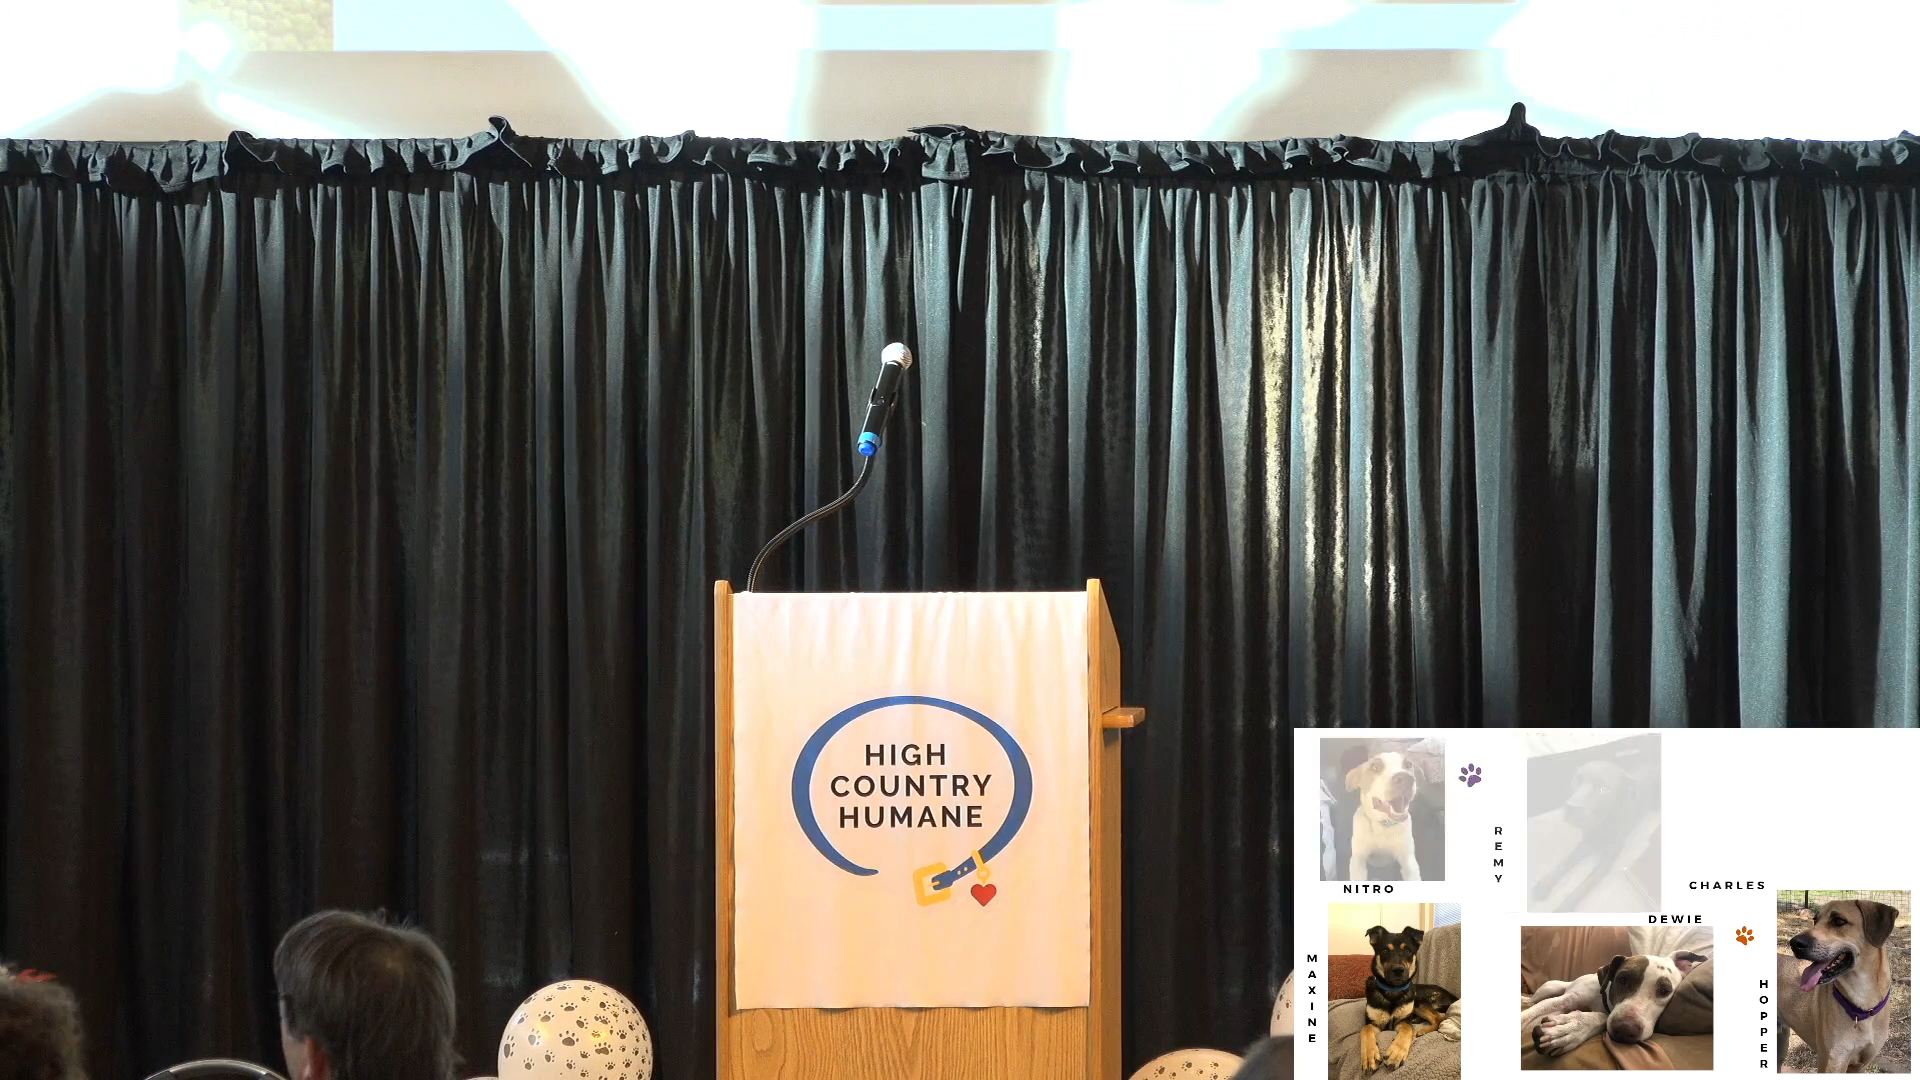 HIGH
COUNTRY
HUMANE
REMY
NITRO
CHARLES
DEWIE
MAXINE
HOPPER